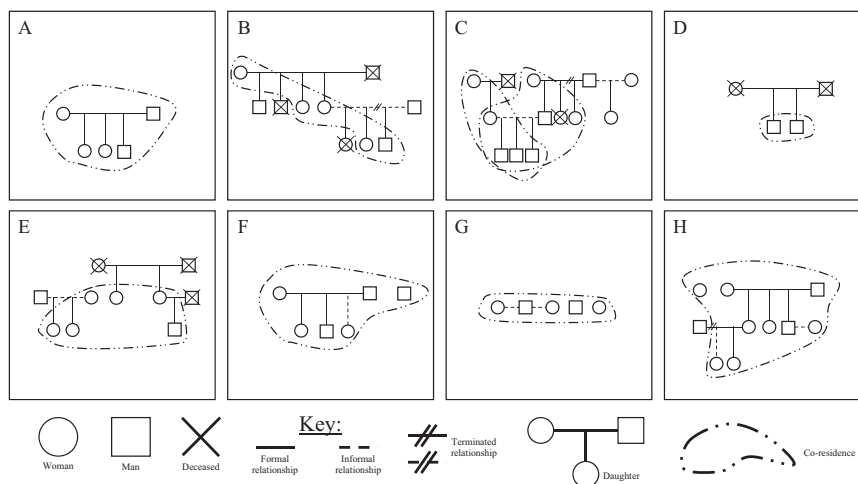 A
B
C
D
E
F
G
H
Key:
Woman
Man
Deceased
Formal
relationship
Informal
relationship
Terminated
relationship
Daughter
Co-residence